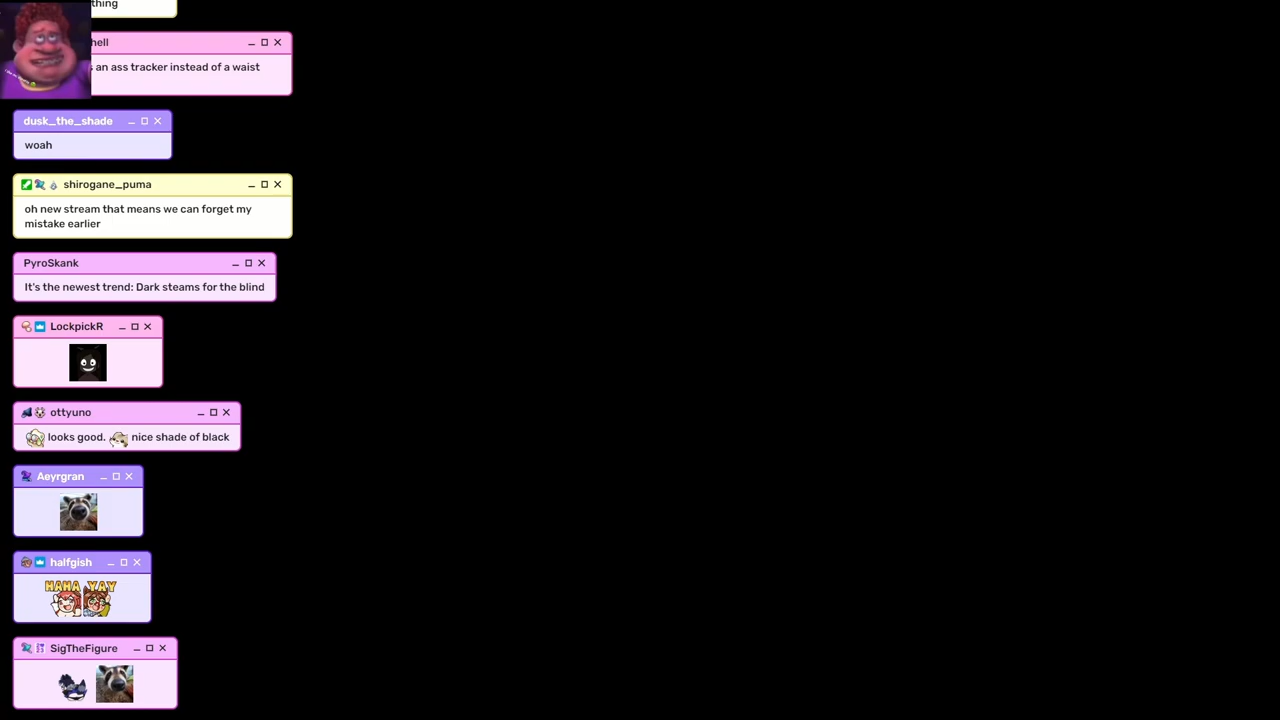 thing
hell
s an ass tracker instead of a waist
dusk_the_shade
woah
shirogane_puma
oh new stream that means we can forget my
mistake earlier
PyroSkank
It's the newest trend: Dark steams for the blind
LockpickR
ottyuno
looks good. nice shade of black
Aeyrgran
halfgish
HAHA YAY
SigTheFigure